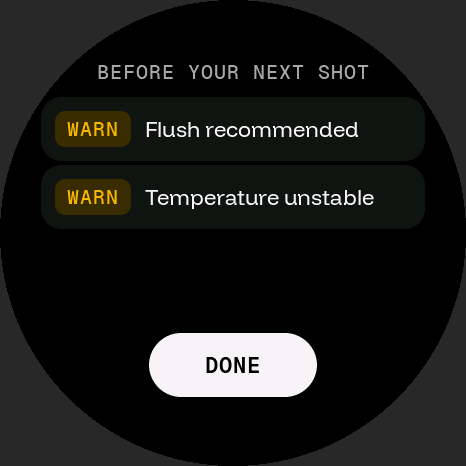 BEFORE YOUR NEXT SHOT
WARN Flush recommended
WARN Temperature unstable
DONE